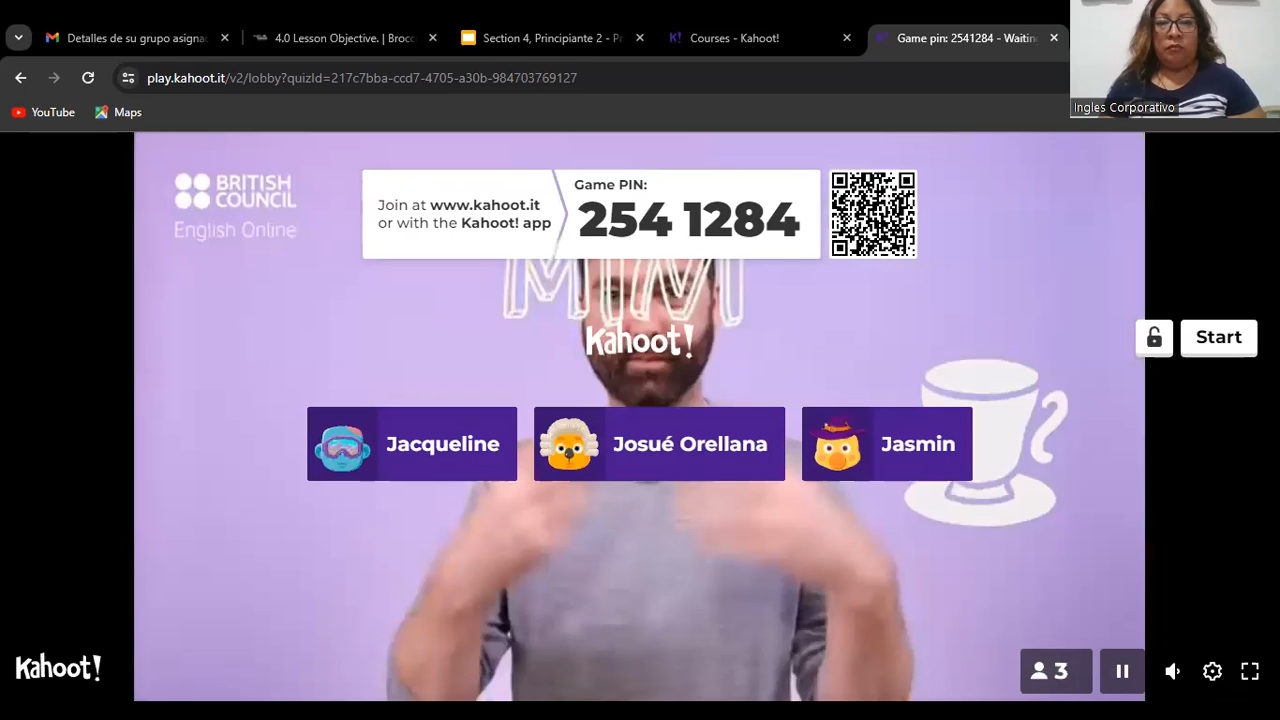 Detalles de su grupo asigna
4.0 Lesson Objective. | Brocc
Section 4, Principiante 2 - Pr
Courses - Kahoot!
Game pin: 2541284 - Waitin
play.kahoot.it/v2/lobby?quizId=217c7bba-ccd7-4705-a30b-984703769127
YouTube
Maps
Ingles Corporativo
BRITISH
COUNCIL
English Online
Join at www.kahoot.it
or with the Kahoot! app
Game PIN:
254 1284
MIMI
Kahoot!
Start
Jacqueline
Josué Orellana
Jasmin
Kahoot!
3